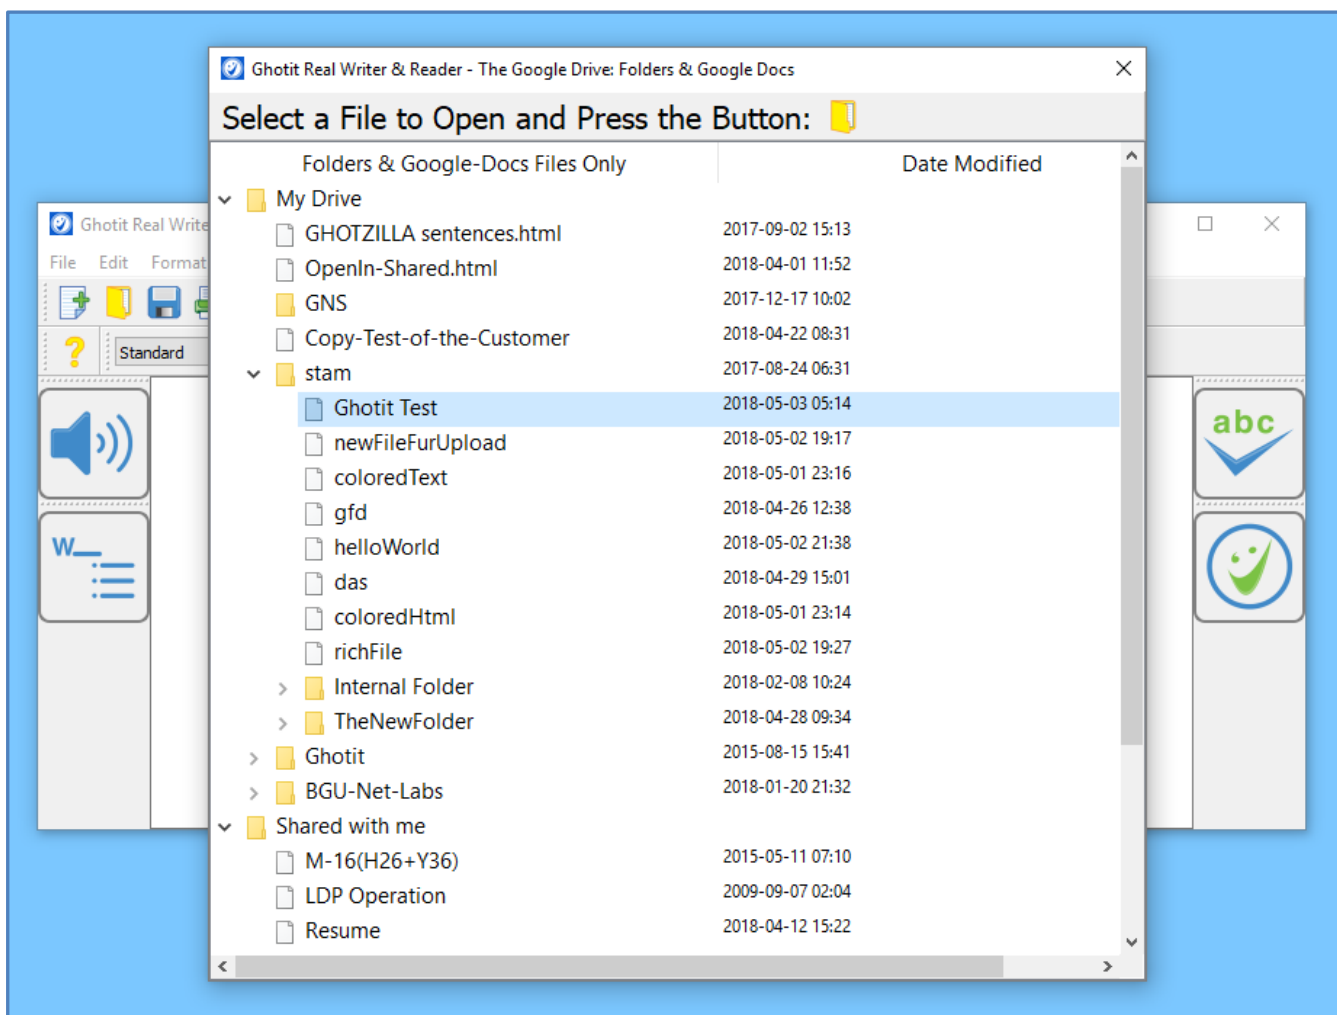 Ghotit Real Writer & Reader - The Google Drive: Folders & Google Docs
Select a File to Open and Press the Button:
Folders & Google-Docs Files Only Date Modified
My Drive
GHOTZILLA sentences.html 2017-09-02 15:13
OpenIn-Shared.html 2018-04-01 11:52
GNS 2017-12-17 10:02
Copy-Test-of-the-Customer 2018-04-22 08:31
stam 2017-08-24 06:31
Ghotit Test 2018-05-03 05:14
newFileFurUpload 2018-05-02 19:17
coloredText 2018-05-01 23:16
gfd 2018-04-26 12:38
helloWorld 2018-05-02 21:38
das 2018-04-29 15:01
coloredHtml 2018-05-01 23:14
richFile 2018-05-02 19:27
Internal Folder 2018-02-08 10:24
TheNewFolder 2018-04-28 09:34
Ghotit 2015-08-15 15:41
BGU-Net-Labs 2018-01-20 21:32
Shared with me
M-16(H26+Y36) 2015-05-11 07:10
LDP Operation 2009-09-07 02:04
Resume 2018-04-12 15:22
Ghotit Real Write
File Edit Format
Standard
W
abc